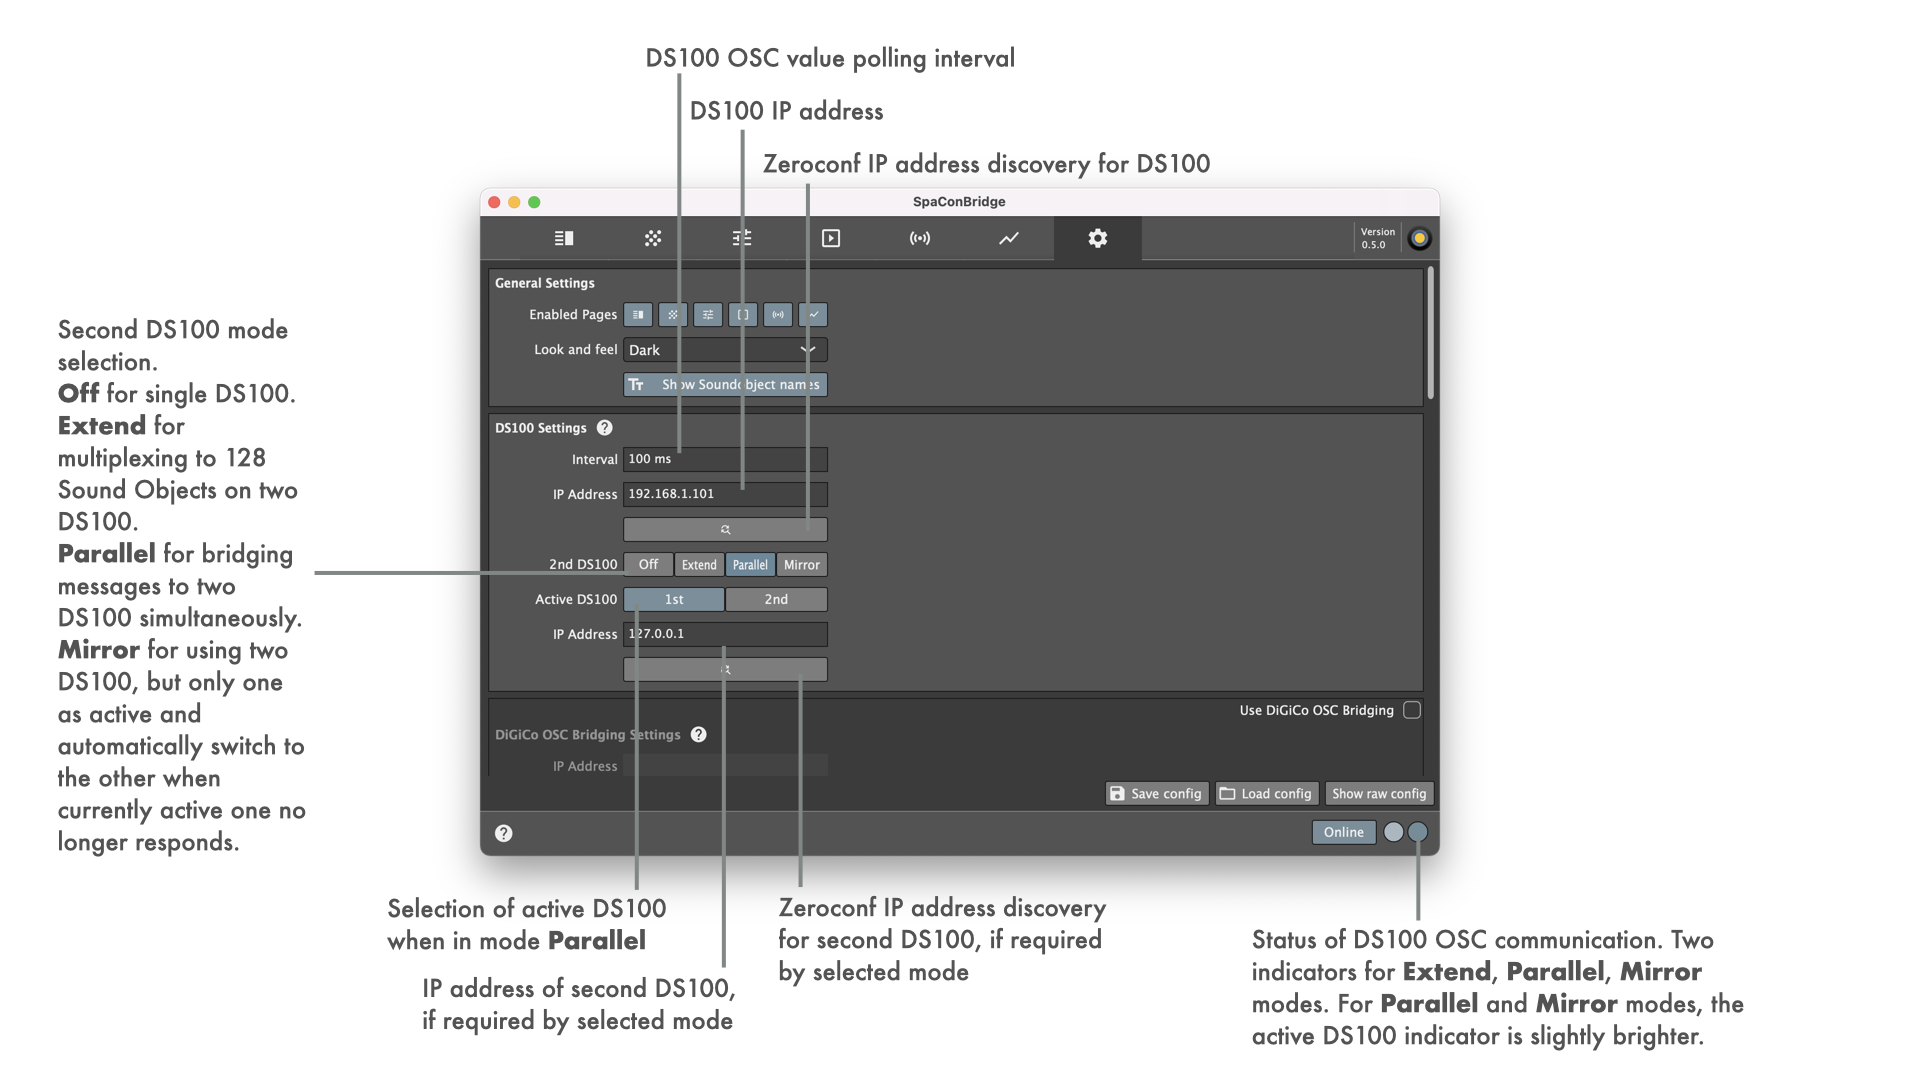 DS100 OSC value polling interval
DS100 IP address
Zeroconf IP address discovery for DS100
SpaConBridge
Version
0.5.0
General Settings
Enabled Pages
Look and feel Dark
Tт Show Soundobject names
DS100 Settings ?
Interval 100 ms
IP Address 192.168.1.101
2nd DS100 Off Extend Parallel Mirror
Active DS100 1st 2nd
IP Address 127.0.0.1
Use DiGiCo OSC Bridging
DiGiCo OSC Bridging Settings ?
IP Address
Save config Load config Show raw config
? Online
Second DS100 mode
selection.
Off for single DS100.
Extend for
multiplexing to 128
Sound Objects on two
DS100.
Parallel for bridging
messages to two
DS100 simultaneously.
Mirror for using two
DS100, but only one
as active and
automatically switch to
the other when
currently active one no
longer responds.
Selection of active DS100
when in mode Parallel
IP address of second DS100,
if required by selected mode
Zeroconf IP address discovery
for second DS100, if required
by selected mode
Status of DS100 OSC communication. Two
indicators for Extend, Parallel, Mirror
modes. For Parallel and Mirror modes, the
active DS100 indicator is slightly brighter.